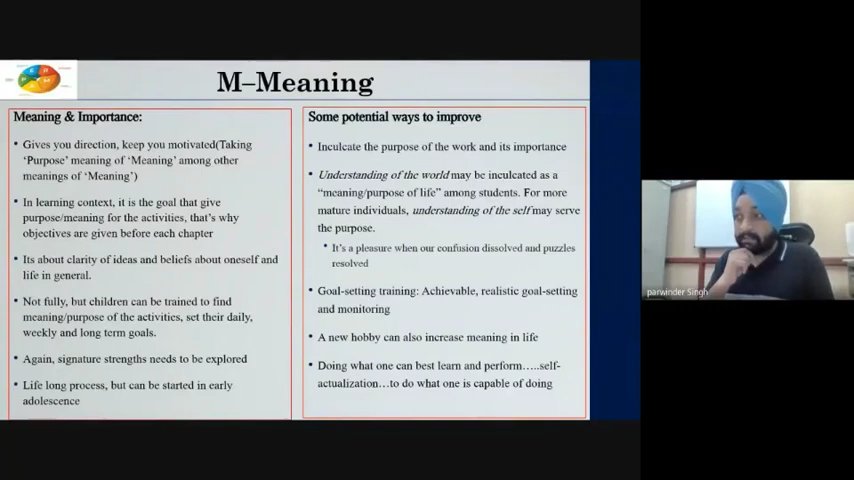 M–Meaning
Meaning & Importance:
• Gives you direction, keep you motivated(Taking
‘Purpose’ meaning of ‘Meaning’ among other
meanings of ‘Meaning’)
• In learning context, it is the goal that give
purpose/meaning for the activities, that’s why
objectives are given before each chapter
• Its about clarity of ideas and beliefs about oneself and
life in general.
• Not fully, but children can be trained to find
meaning/purpose of the activities, set their daily,
weekly and long term goals.
• Again, signature strengths needs to be explored
• Life long process, but can be started in early
adolescence
Some potential ways to improve
• Inculcate the purpose of the work and its importance
• Understanding of the world may be inculcated as a
“meaning/purpose of life” among students. For more
mature individuals, understanding of the self may serve
the purpose.
• It’s a pleasure when our confusion dissolved and puzzles
resolved
• Goal-setting training: Achievable, realistic goal-setting
and monitoring
• A new hobby can also increase meaning in life
• Doing what one can best learn and perform…..self-
actualization…to do what one is capable of doing
parwinder Singh